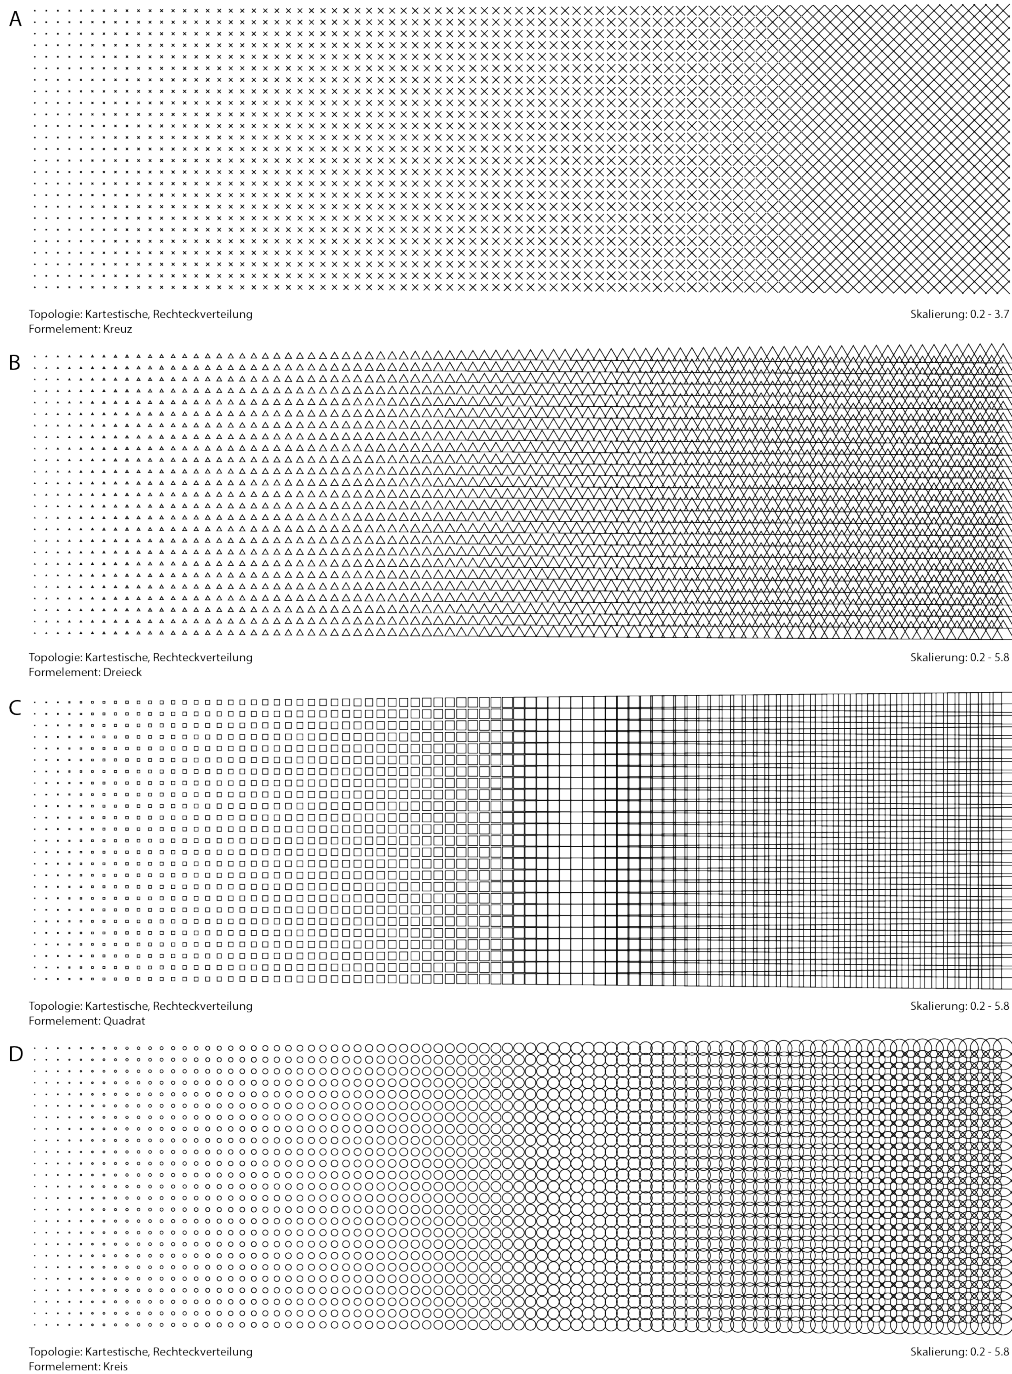 A
Topologie: Kartestische, Rechteckverteilung
Skalierung: 0.2 - 3.7
Formelement: Kreuz
B
Topologie: Kartestische, Rechteckverteilung
Skalierung: 0.2 - 5.8
Formelement: Dreieck
C
Topologie: Kartestische, Rechteckverteilung
Skalierung: 0.2 - 5.8
Formelement: Quadrat
D
Topologie: Kartestische, Rechteckverteilung
Skalierung: 0.2 - 5.8
Formelement: Kreis